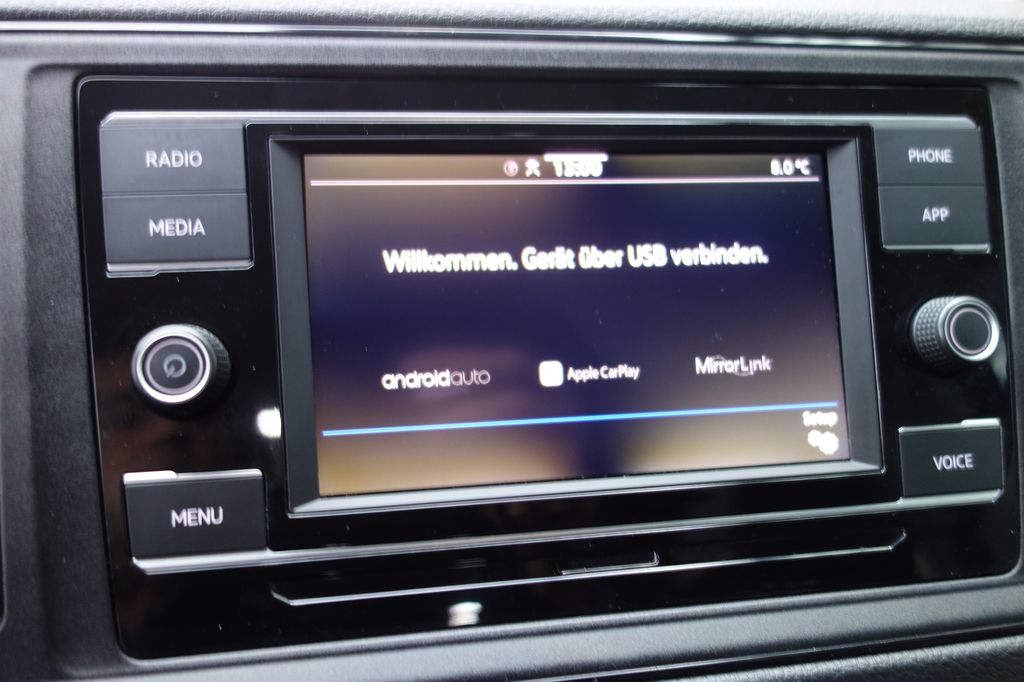 RADIO
MEDIA
MENU
8.0 °C
Willkommen. Gerät über USB verbinden.
androidauto
Apple CarPlay
MirrorLink
Setup
PHONE
APP
VOICE